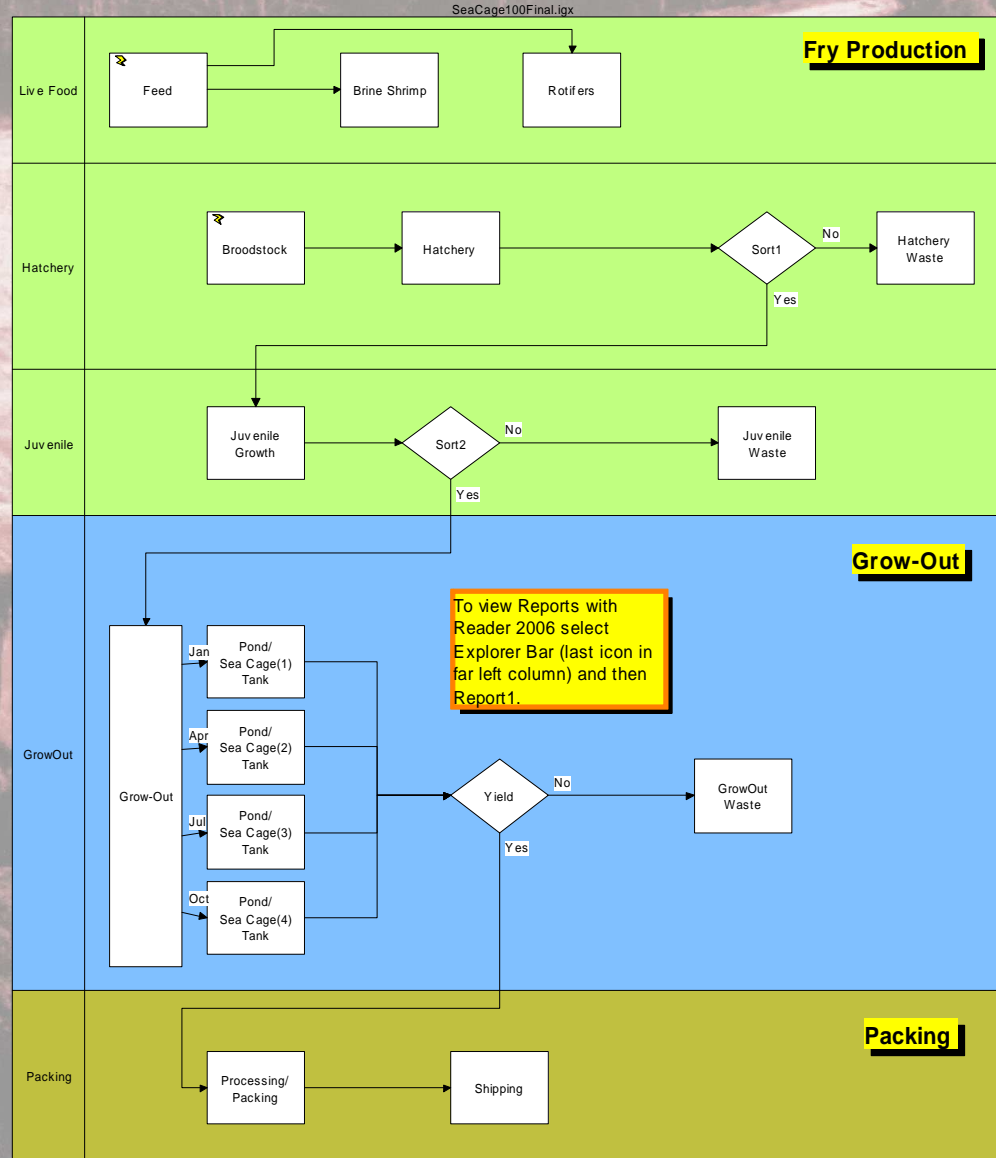 SeaCage100Final.igx
Fry Production
Live Food
Feed
Brine Shrimp
Rotifers
Hatchery
Broodstock
Hatchery
Sort1
No
Hatchery
Waste
Yes
Juvenile
Juvenile
Growth
Sort2
No
Juvenile
Waste
Yes
Grow-Out
To view Reports with
Reader 2006 select
Explorer Bar (last icon in
far left column) and then
Report1.
GrowOut
Grow-Out
Jan
Pond/
Sea Cage(1)
Tank
Apr
Pond/
Sea Cage(2)
Tank
Jul
Pond/
Sea Cage(3)
Tank
Oct
Pond/
Sea Cage(4)
Tank
Yield
No
GrowOut
Waste
Yes
Packing
Packing
Processing/
Packing
Shipping